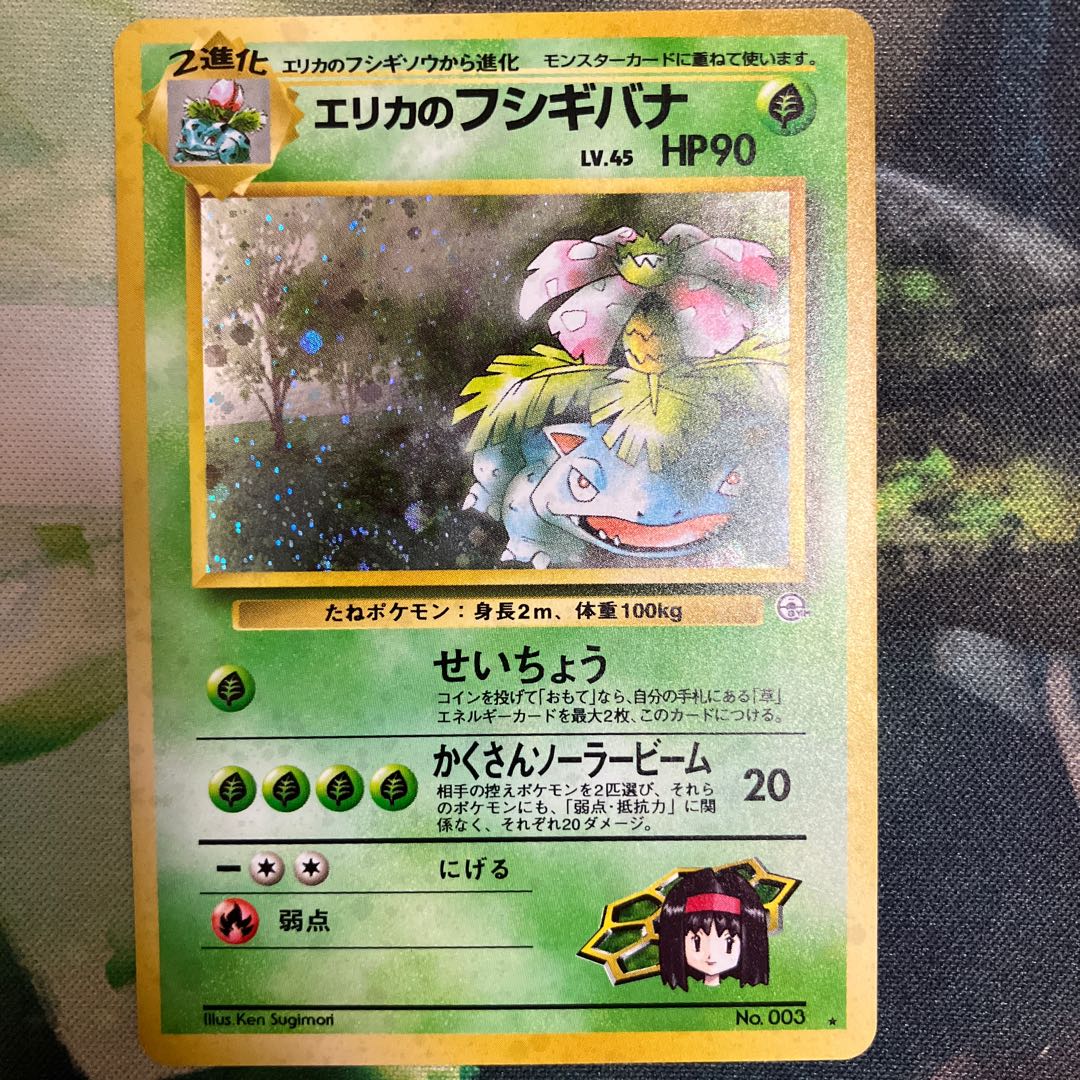 2進化 エリカのフシギソウから進化 モンスターカードに重ねて使います。
エリカのフシギバナ
LV.45 HP90
たねポケモン：身長2m、体重100kg
GYM
せいちょう
コインを投げて「おもて」なら、自分の手札にある「草」
エネルギーカードを最大2枚、このカードにつける。
かくさんソーラービーム 20
相手の控えポケモンを2匹選び、それら
のポケモンにも、「弱点・抵抗力」に関
係なく、それぞれ20ダメージ。
ー にげる
弱点
Illus.Ken Sugimori No. 003 ★